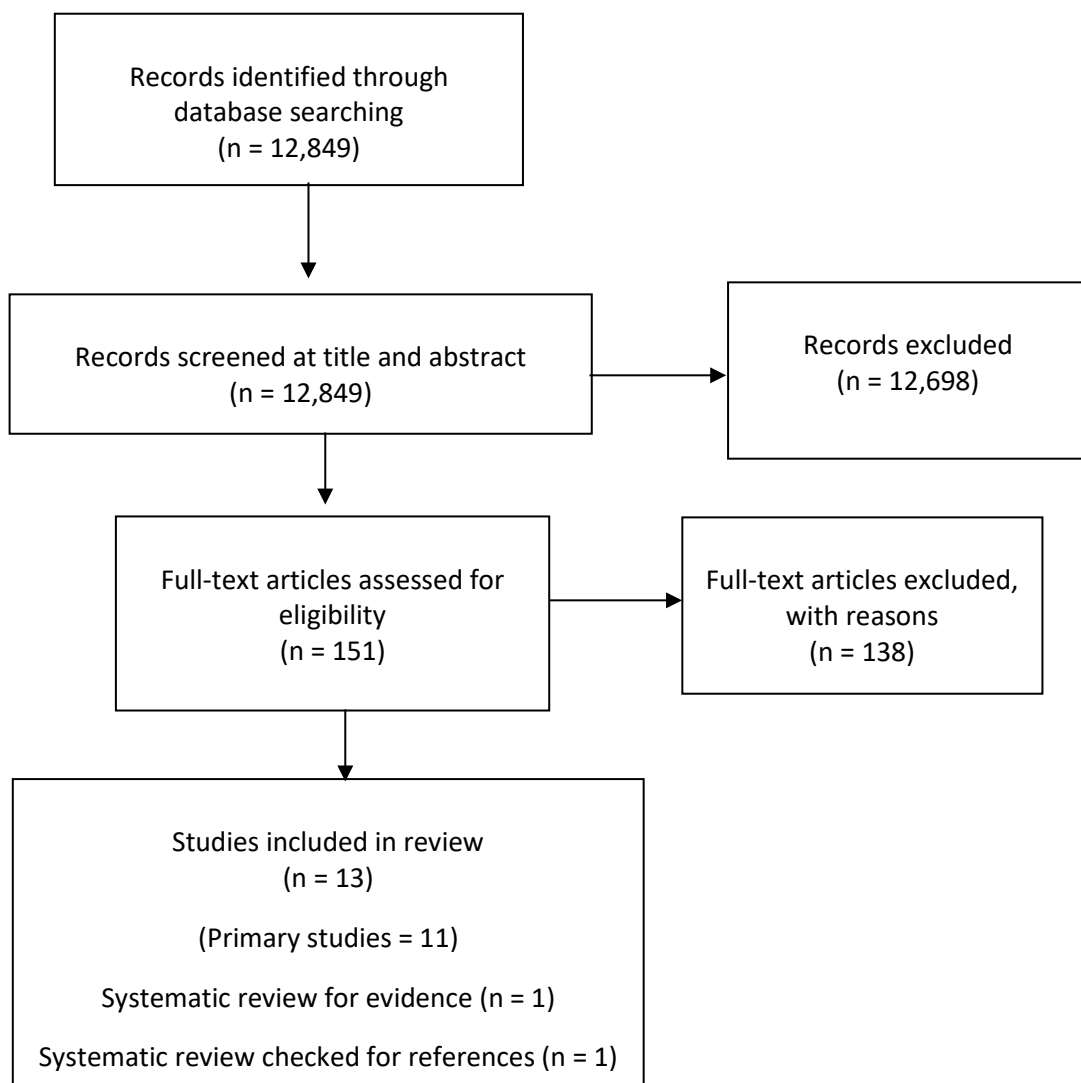 Records identified through
database searching
(n = 12,849)
Records screened at title and abstract
(n = 12,849)
Records excluded
(n = 12,698)
Full-text articles assessed for
eligibility
(n = 151)
Full-text articles excluded,
with reasons
(n = 138)
Studies included in review
(n = 13)
(Primary studies = 11)
Systematic review for evidence (n = 1)
Systematic review checked for references (n = 1)